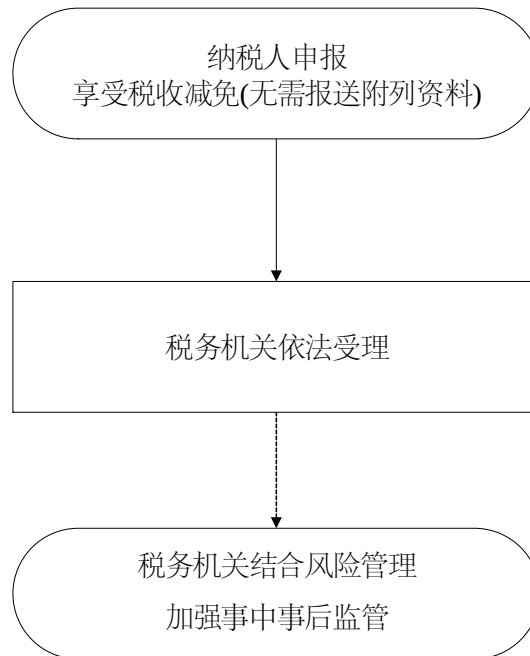 纳税人申报
享受税收减免(无需报送附列资料)
税务机关依法受理
税务机关结合风险管理
加强事中事后监管